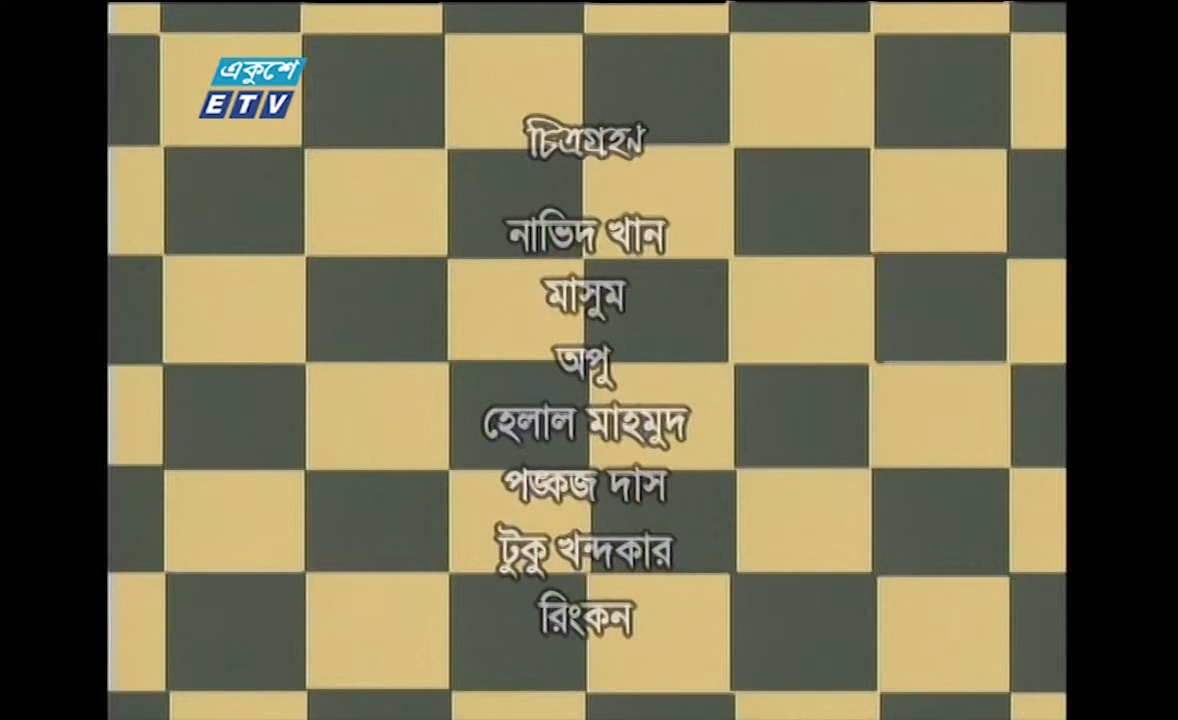 একুশে
ETV
চিত্রগ্রহণ
নাভিদ খান
মাসুম
অপু
হেলাল মাহমুদ
পঙ্কজ দাস
টুকু খন্দকার
রিংকন